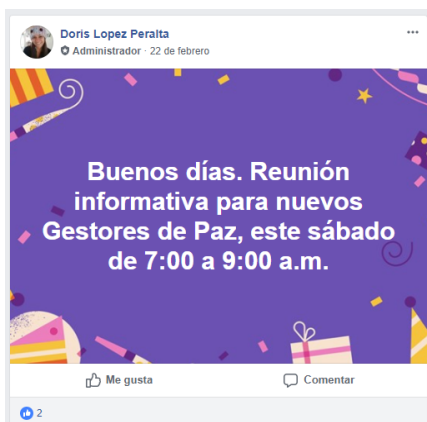 Doris Lopez Peralta
Administrador · 22 de febrero
Buenos días. Reunión
informativa para nuevos
Gestores de Paz, este sábado
de 7:00 a 9:00 a.m.
Me gusta Comentar
2